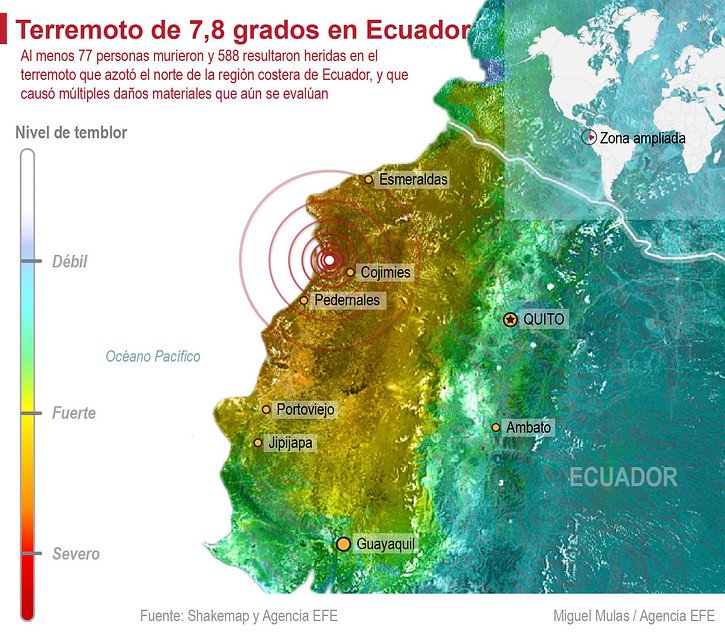 Terremoto de 7,8 grados en Ecuador
Al menos 77 personas murieron y 588 resultaron heridas en el
terremoto que azotó el norte de la región costera de Ecuador, y que
causó múltiples daños materiales que aún se evalúan
Nivel de temblor
Débil
Fuerte
Severo
Zona ampliada
Esmeraldas
Cojimies
Pedernales
QUITO
Océano Pacífico
Portoviejo
Jipijapa
Ambato
ECUADOR
Guayaquil
Fuente: Shakemap y Agencia EFE
Miguel Mulas / Agencia EFE